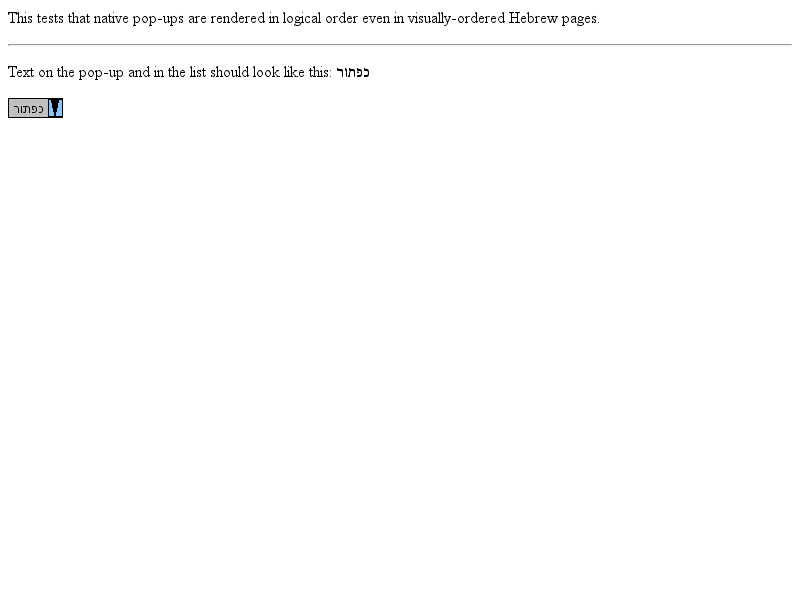 This tests that native pop-ups are rendered in logical order even in visually-ordered Hebrew pages.
Text on the pop-up and in the list should look like this: כפתור
כפתור